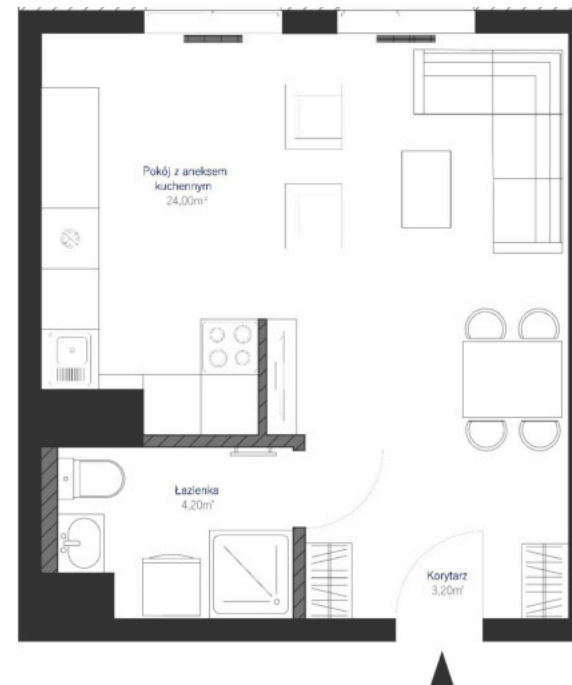 Pokój z aneksem
kuchennym
24,00m²
Łazienka
4,20m²
Korytarz
3,20m²